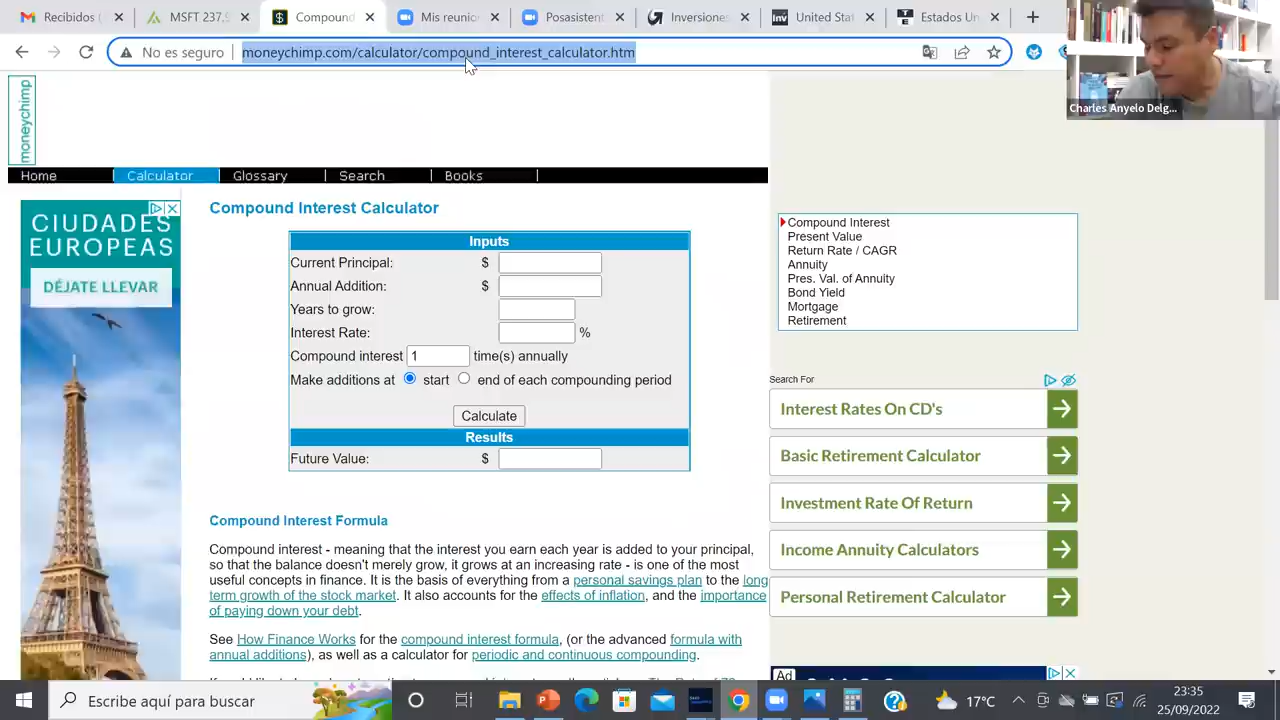 Recibidos (
MSFT237.9
Compound
Mis reunio
Posasisten
Inversione
United Sta
Estados Un
No es seguro
moneychimp.com/calculator/compound_interest_calculator.htm
Charles Anyelo Delg...
moneychimp
Home | Calculator | Glossary | Search | Books |
CIUDADES
EUROPEAS
DÉJATE LLEVAR
Compound Interest Calculator
Inputs
Current Principal: $
Annual Addition: $
Years to grow:
Interest Rate: %
Compound interest 1 time(s) annually
Make additions at start end of each compounding period
Calculate
Results
Future Value: $
Compound Interest Formula
Compound interest - meaning that the interest you earn each year is added to your principal,
so that the balance doesn't merely grow, it grows at an increasing rate - is one of the most
useful concepts in finance. It is the basis of everything from a personal savings plan to the long
term growth of the stock market. It also accounts for the effects of inflation, and the importance
of paying down your debt.
See How Finance Works for the compound interest formula, (or the advanced formula with
annual additions), as well as a calculator for periodic and continuous compounding.
Compound Interest
Present Value
Return Rate / CAGR
Annuity
Pres. Val. of Annuity
Bond Yield
Mortgage
Retirement
Search For
Interest Rates On CD's
Basic Retirement Calculator
Investment Rate Of Return
Income Annuity Calculators
Personal Retirement Calculator
Ad
Escribe aquí para buscar
17°C
23:35
25/09/2022